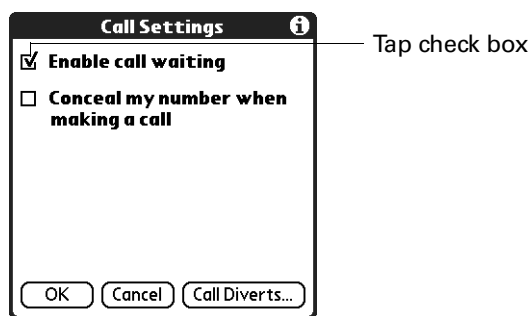 Call Settings
Enable call waiting
Tap check box
Conceal my number when
making a call
OK Cancel Call Diverts...